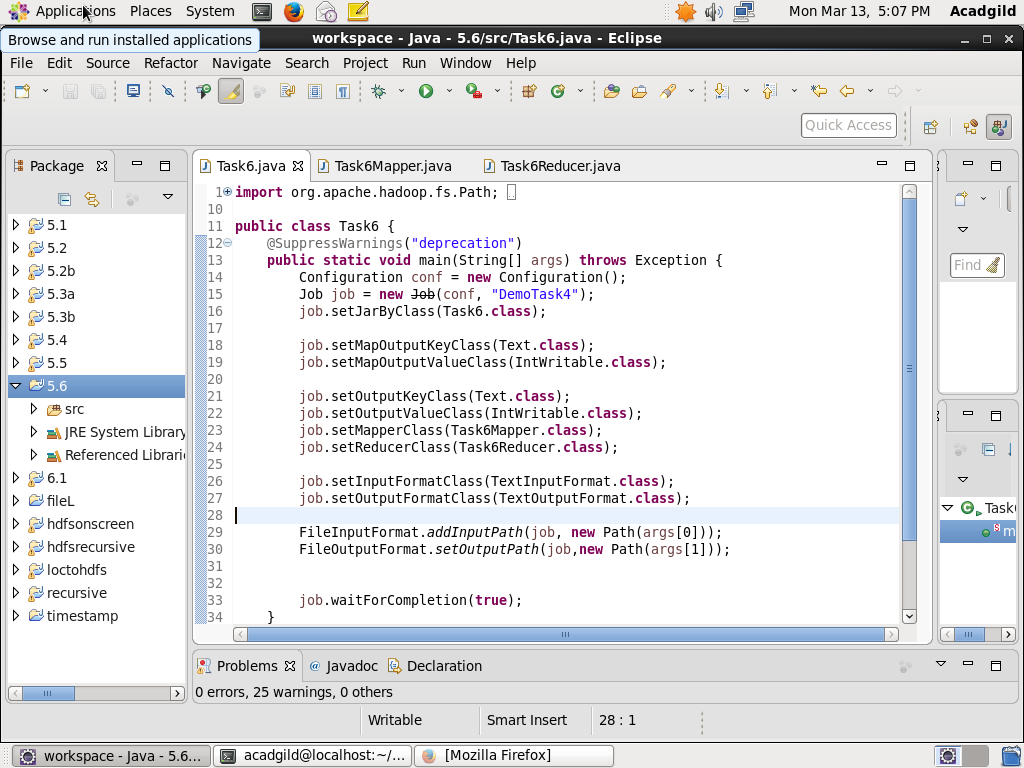 Applications Places System Mon Mar 13, 5:07 PM Acadgild
Browse and run installed applications
workspace - Java - 5.6/src/Task6.java - Eclipse
File Edit Source Refactor Navigate Search Project Run Window Help
Quick Access
Package
5.1
5.2
5.2b
5.3a
5.3b
5.4
5.5
5.6
src
JRE System Library
Referenced Librari
6.1
fileL
hdfsonscreen
hdfsrecursive
loctohdfs
recursive
timestamp
Task6.java Task6Mapper.java Task6Reducer.java
1 import org.apache.hadoop.fs.Path;
10
11 public class Task6 {
12 @SuppressWarnings("deprecation")
13 public static void main(String[] args) throws Exception {
14 Configuration conf = new Configuration();
15 Job job = new Job(conf, "DemoTask4");
16 job.setJarByClass(Task6.class);
17
18 job.setMapOutputKeyClass(Text.class);
19 job.setMapOutputValueClass(IntWritable.class);
20
21 job.setOutputKeyClass(Text.class);
22 job.setOutputValueClass(IntWritable.class);
23 job.setMapperClass(Task6Mapper.class);
24 job.setReducerClass(Task6Reducer.class);
25
26 job.setInputFormatClass(TextInputFormat.class);
27 job.setOutputFormatClass(TextOutputFormat.class);
28
29 FileInputFormat.addInputPath(job, new Path(args[0]));
30 FileOutputFormat.setOutputPath(job,new Path(args[1]));
31
32
33 job.waitForCompletion(true);
34 }
Find
Task
m
Problems @ Javadoc Declaration
0 errors, 25 warnings, 0 others
Writable Smart Insert 28 : 1
workspace - Java - 5.6... acadgild@localhost:~/... [Mozilla Firefox]